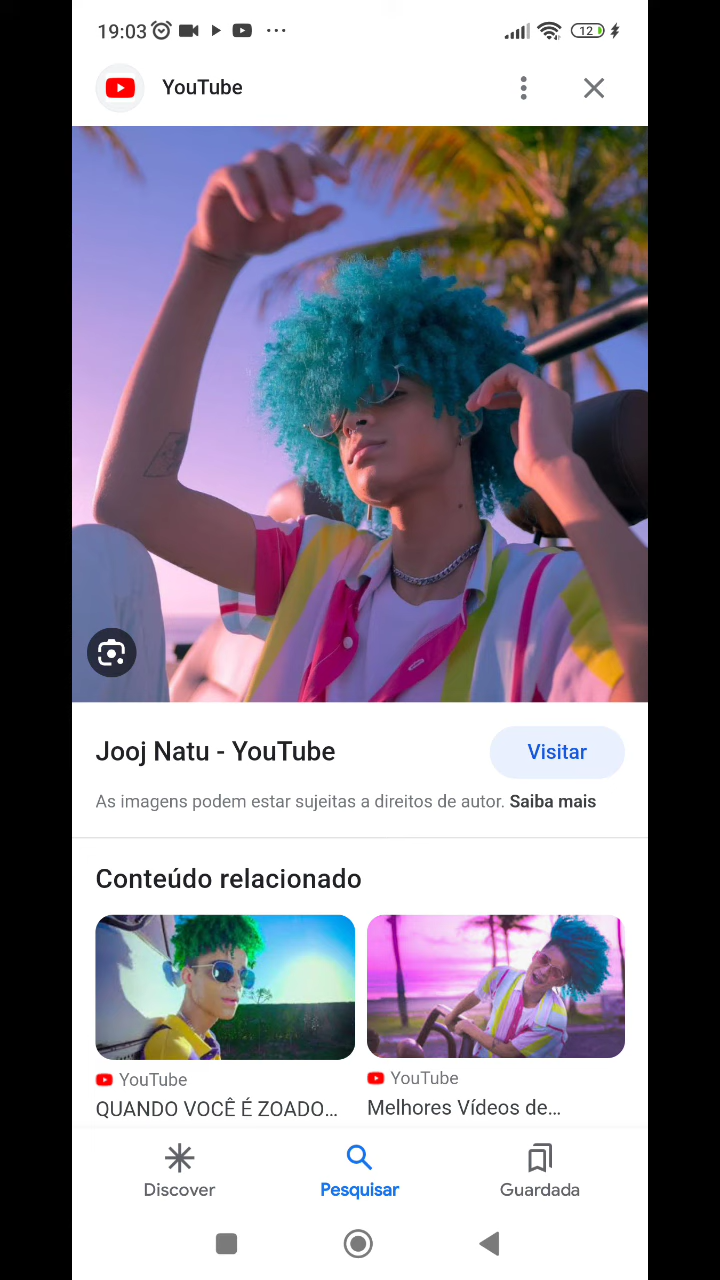 19:03
12
YouTube
Jooj Natu - YouTube
Visitar
As imagens podem estar sujeitas a direitos de autor. Saiba mais
Conteúdo relacionado
YouTube
QUANDO VOCÊ É ZOADO...
YouTube
Melhores Vídeos de...
Discover
Pesquisar
Guardada